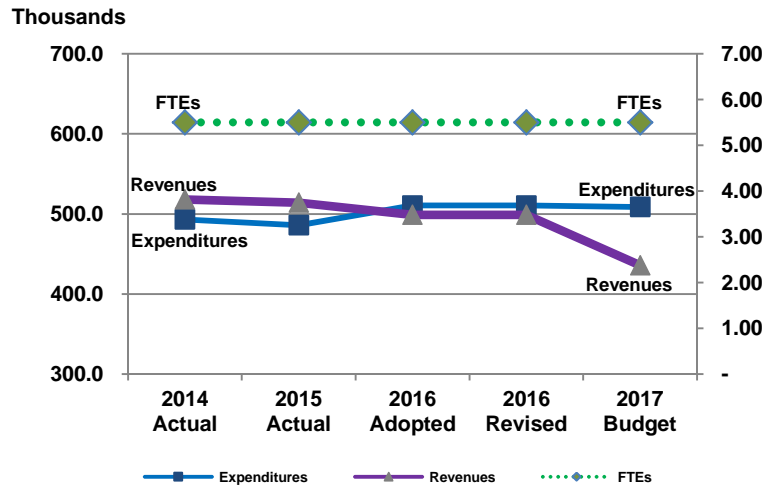 Thousands
700.0
600.0
500.0
400.0
300.0
7.00
6.00
5.00
4.00
3.00
2.00
1.00
-
FTEs
FTEs
Revenues
Expenditures
Expenditures
Revenues
2014 Actual
2015 Actual
2016 Adopted
2016 Revised
2017 Budget
Expenditures
Revenues
FTEs